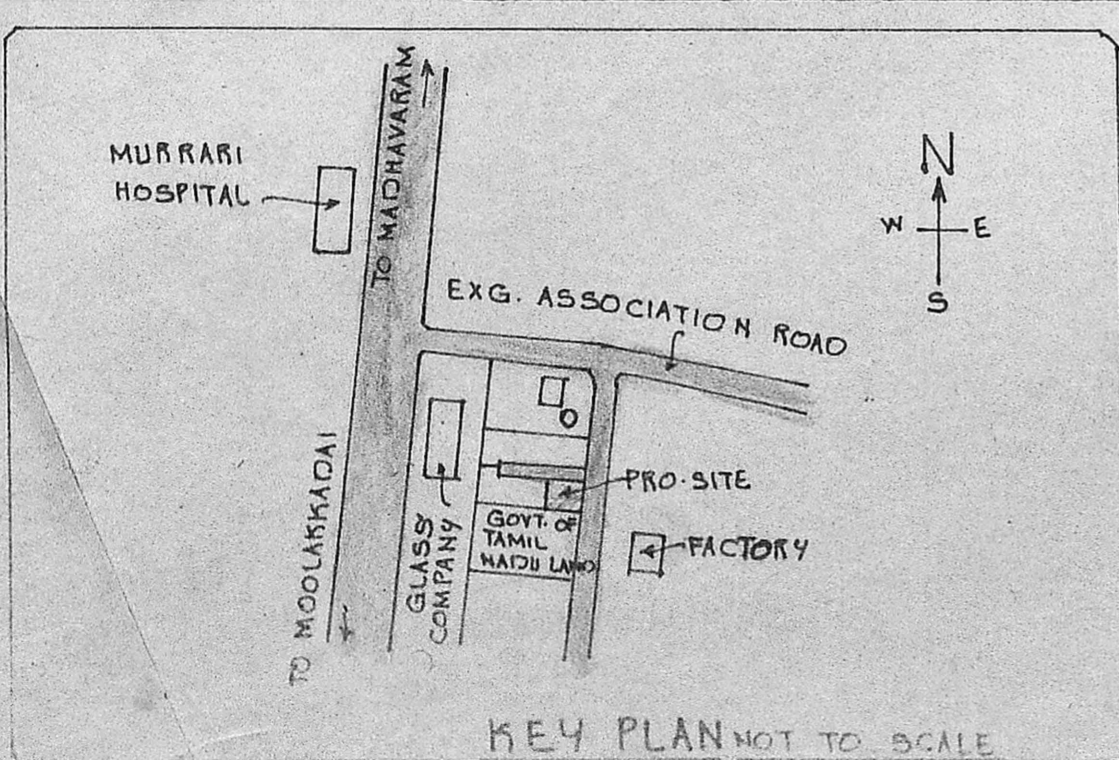 TO MADHAVARAM
MURRARI
HOSPITAL
N
W E
S
EXG. ASSOCIATION ROAD
PRO.SITE
GOVT. OF
TAMIL
NADU LAND
FACTORY
GLASS
COMPANY
TO MOOLAKKADAI
KEY PLAN NOT TO SCALE